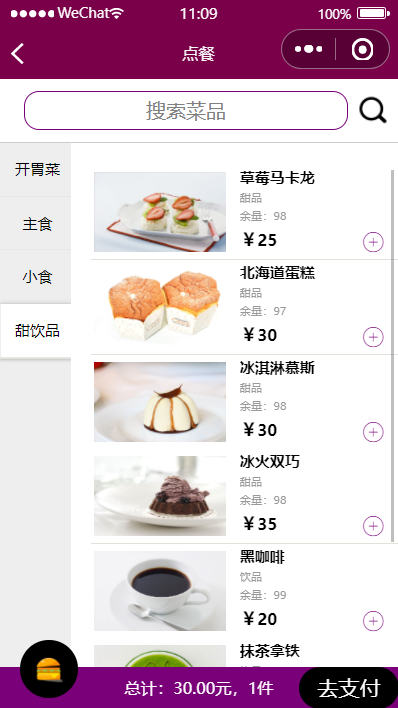 WeChat 11:09 100%
点餐
搜索菜品
开胃菜
主食
小食
甜饮品
草莓马卡龙
甜品
余量：98
￥25
北海道蛋糕
甜品
余量：97
￥30
冰淇淋慕斯
甜品
余量：98
￥30
冰火双巧
甜品
余量：98
￥35
黑咖啡
饮品
余量：99
￥20
抹茶拿铁
总计：30.00元，1件
去支付